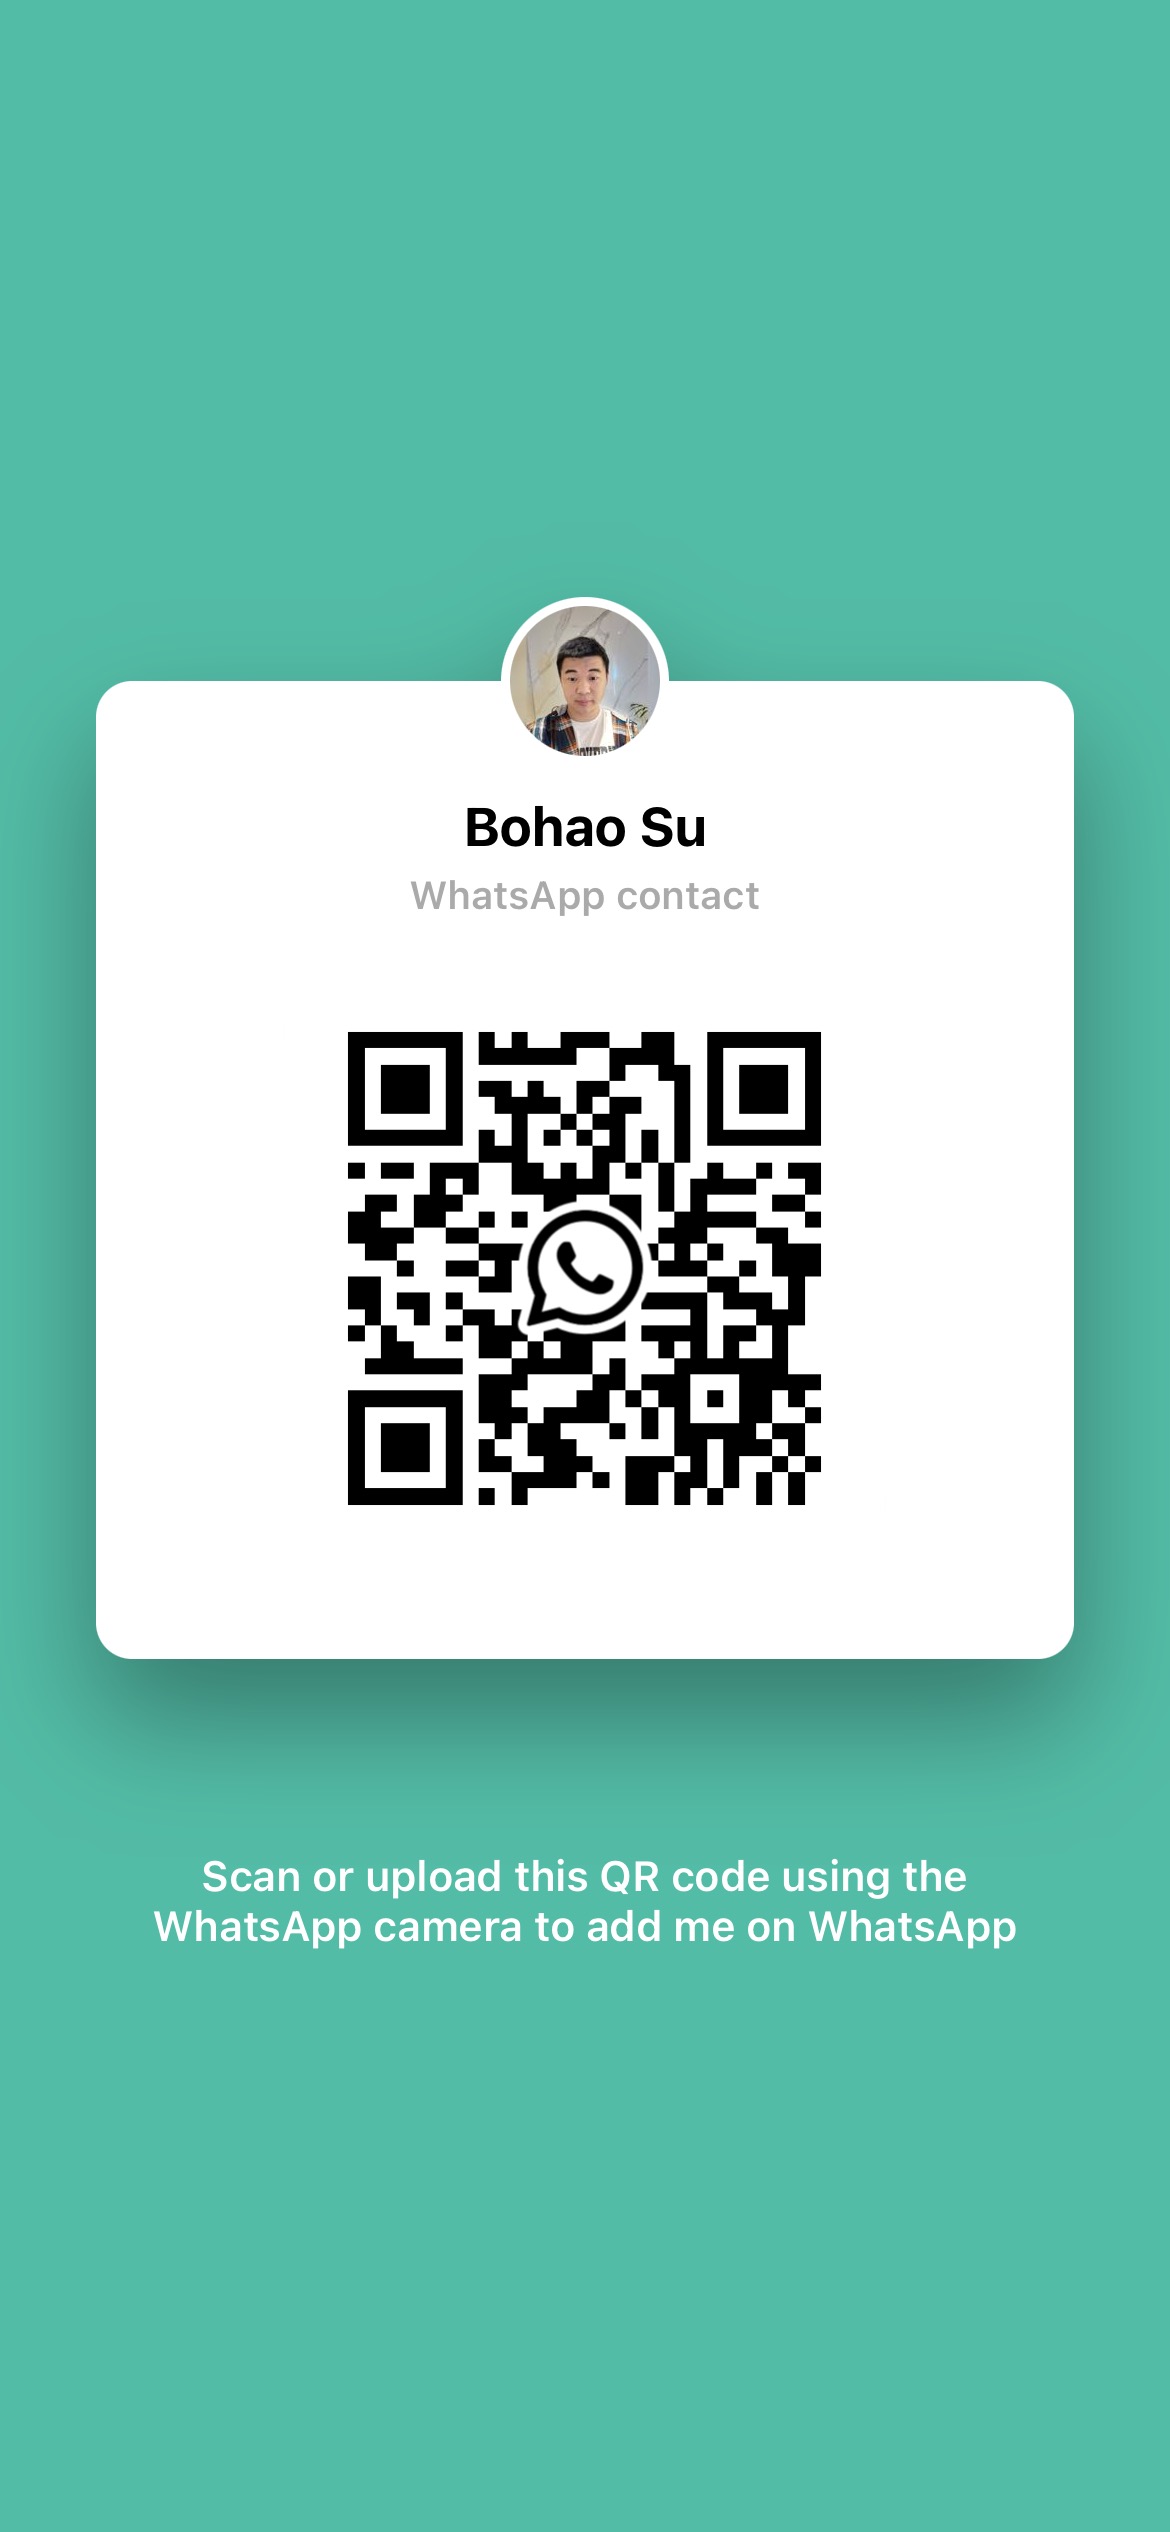 Bohao Su
WhatsApp contact
Scan or upload this QR code using the
WhatsApp camera to add me on WhatsApp